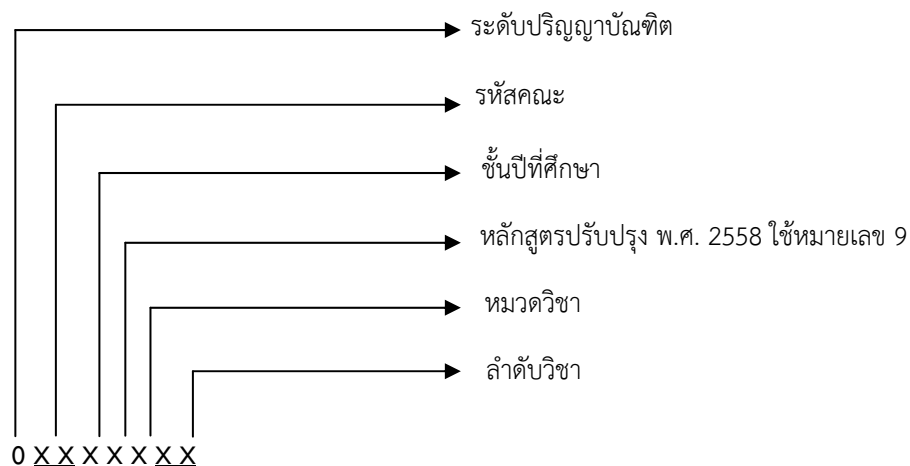 ระดับปริญญาบัณฑิต
รหัสคณะ
ชั้นปีที่ศึกษา
หลักสูตรปรับปรุง พ.ศ. 2558 ใช้หมายเลข 9
หมวดวิชา
ลำดับวิชา
0 X X X X X X X